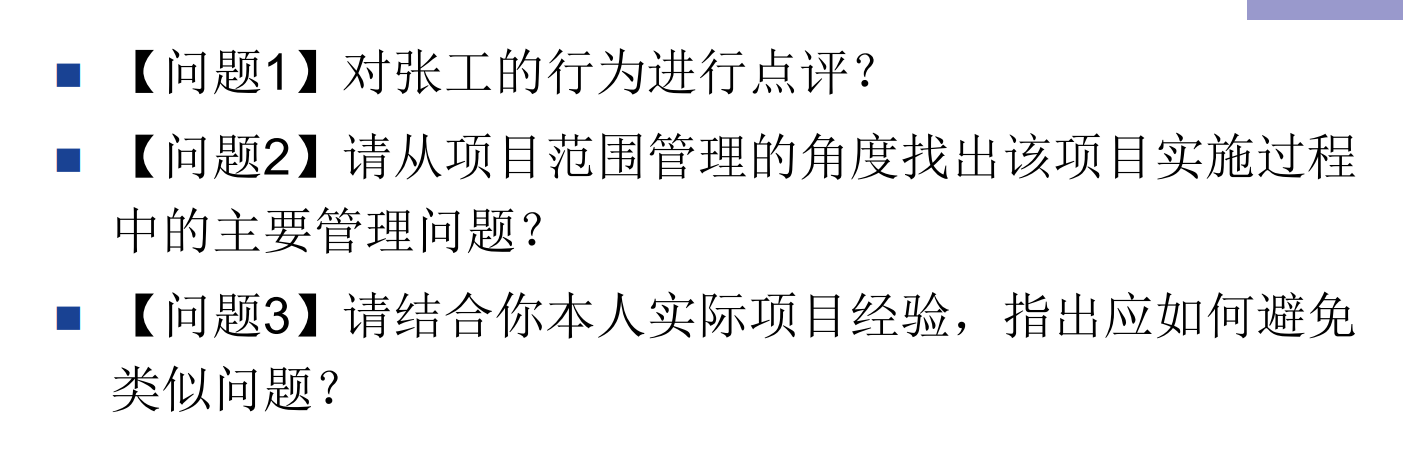 【问题1】对张工的行为进行点评？
【问题2】请从项目范围管理的角度找出该项目实施过程
中的主要管理问题？
【问题3】请结合你本人实际项目经验，指出应如何避免
类似问题？